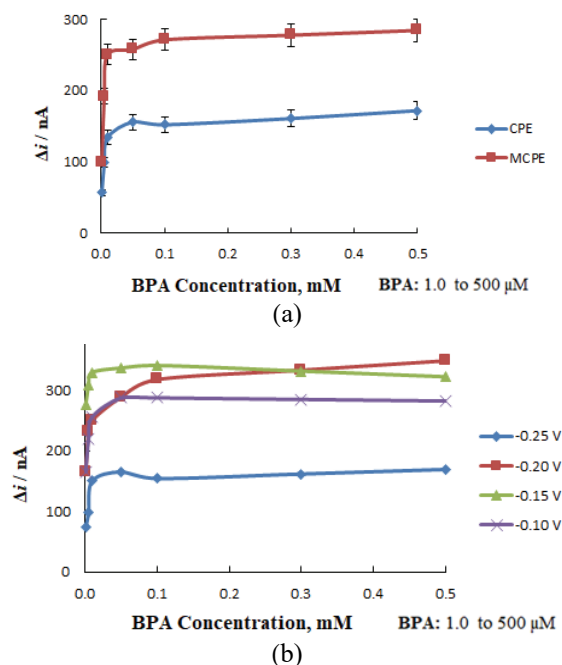 300
200
100
0
Δi / nA
CPE
MCPE
0.0 0.1 0.2 0.3 0.4 0.5
BPA Concentration, mM BPA: 1.0 to 500 μM
(a)
300
200
100
0
Δi / nA
-0.25 V
-0.20 V
-0.15 V
-0.10 V
0.0 0.1 0.2 0.3 0.4 0.5
BPA Concentration, mM BPA: 1.0 to 500 μM
(b)